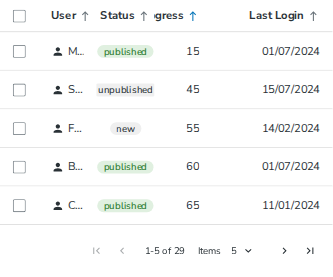 User Status gress Last Login
M... published 15 01/07/2024
S... unpublished 45 15/07/2024
F... new 55 14/02/2024
B... published 60 01/07/2024
C... published 65 11/01/2024
1-5 of 29 Items 5